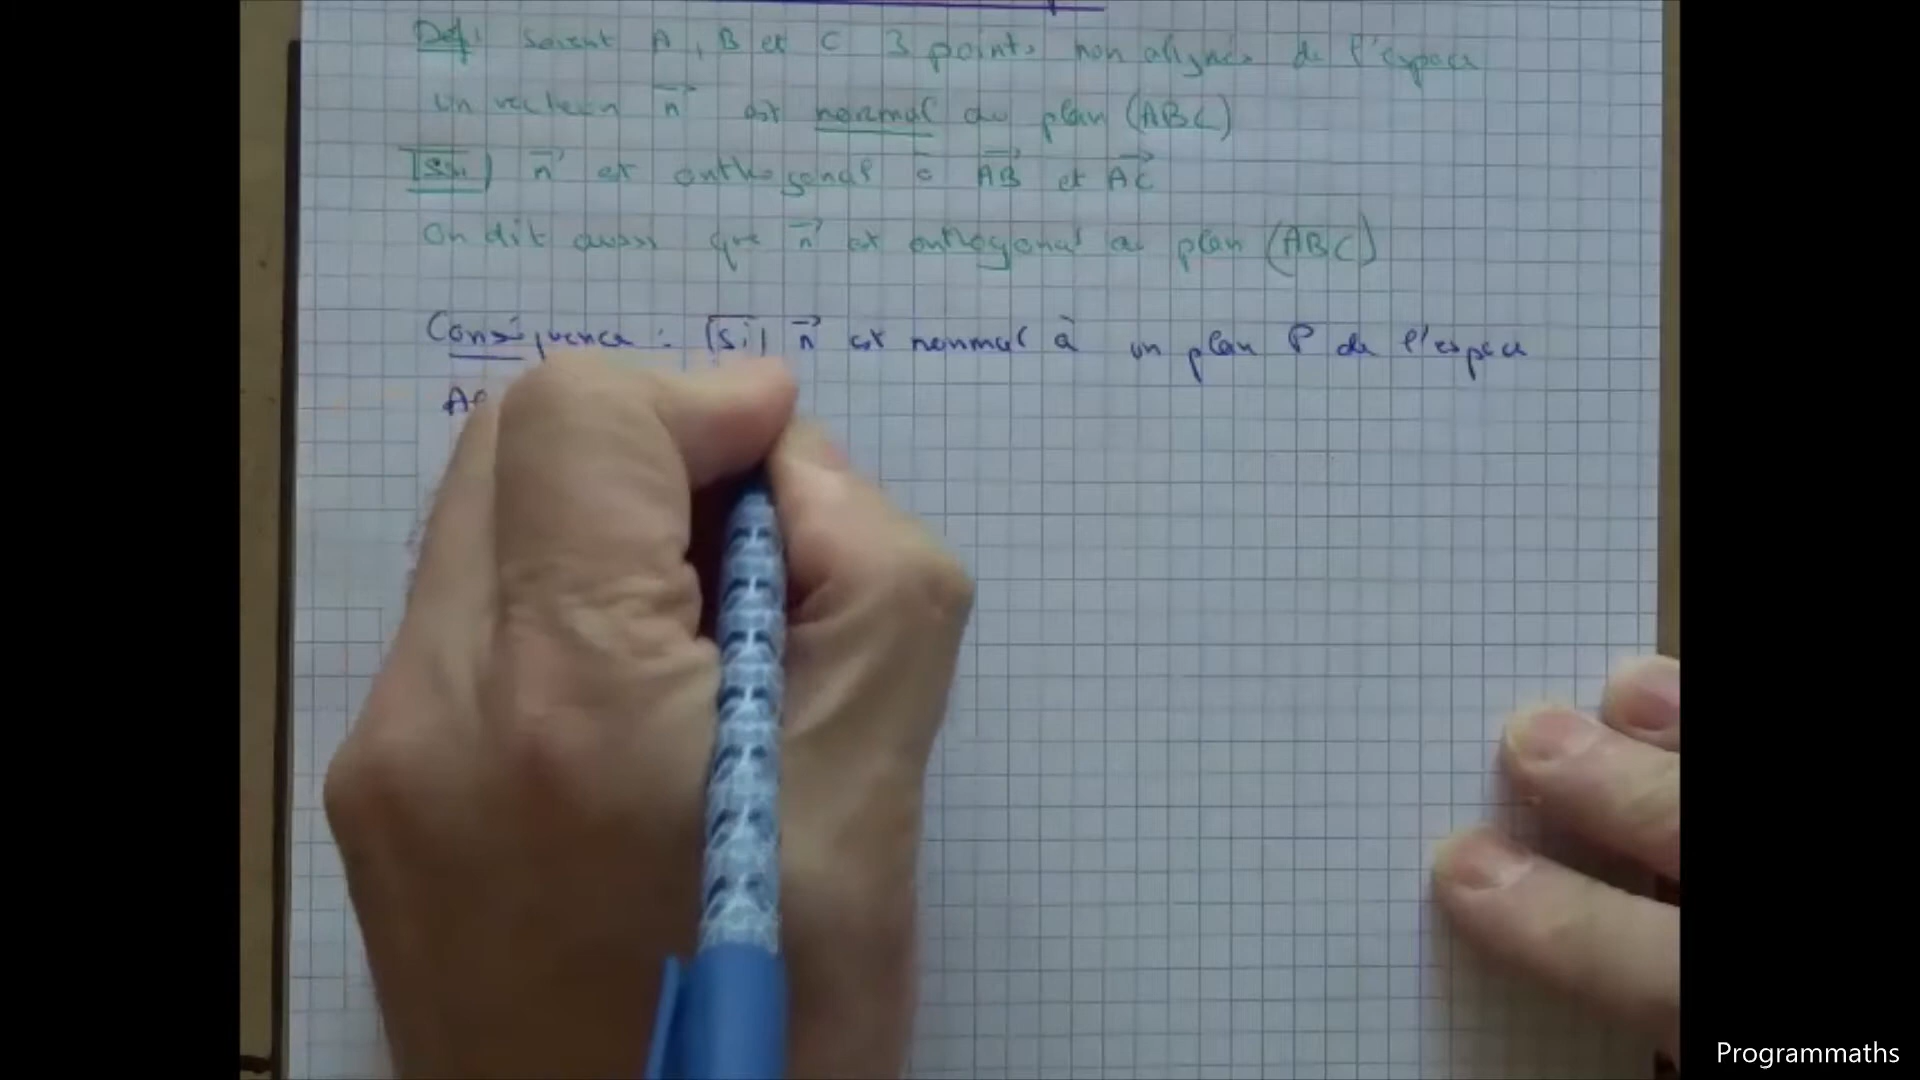 Def: Soient A, B et C 3 points non alignés de l'espace
Un vecteur n est normal au plan (ABC)
Ssi n est orthogonal à AB et AC
On dit aussi que n est orthogonal au plan (ABC)
Conséquence : Si n est normal à un plan P de l'espace
Programmaths